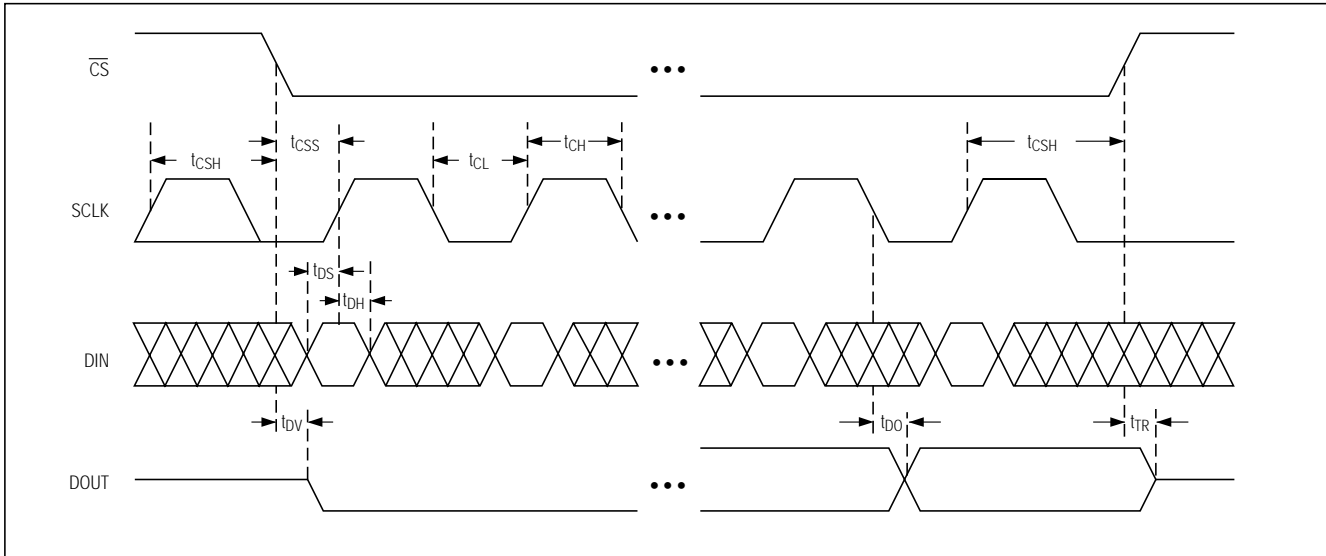 CS
•••
tCSH
tCSS
tCL
tCH
tCSH
SCLK
•••
tDS
tDH
DIN
•••
tDV
tDO
tTR
DOUT
•••